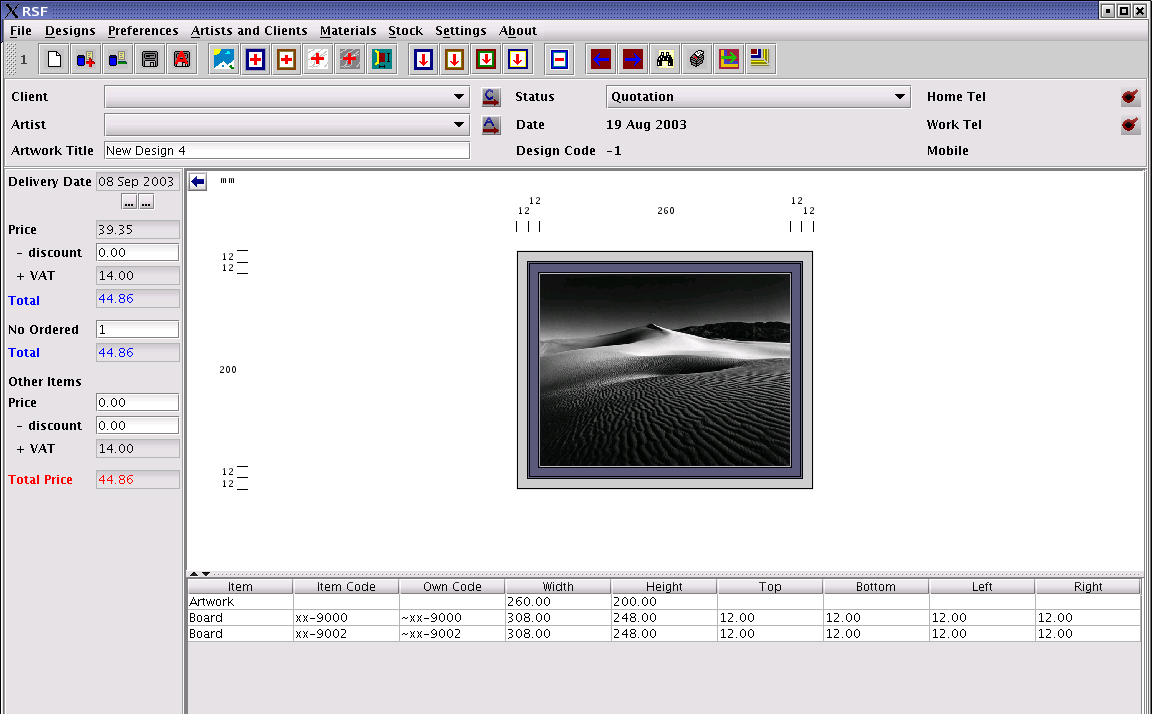 RSF
File Designs Preferences Artists and Clients Materials Stock Settings About
1
Client C Status Quotation Home Tel
Artist A Date 19 Aug 2003 Work Tel
Artwork Title New Design 4 Design Code -1 Mobile
Delivery Date 08 Sep 2003
... ...
Price 39.35
- discount 0.00
+ VAT 14.00
Total 44.86
No Ordered 1
Total 44.86
Other Items
Price 0.00
- discount 0.00
+ VAT 14.00
Total Price 44.86
mm
12 12
12 260 12
12
12
200
12
12
Item Item Code Own Code Width Height Top Bottom Left Right
Artwork 260.00 200.00
Board xx-9000 ~xx-9000 308.00 248.00 12.00 12.00 12.00 12.00
Board xx-9002 ~xx-9002 308.00 248.00 12.00 12.00 12.00 12.00